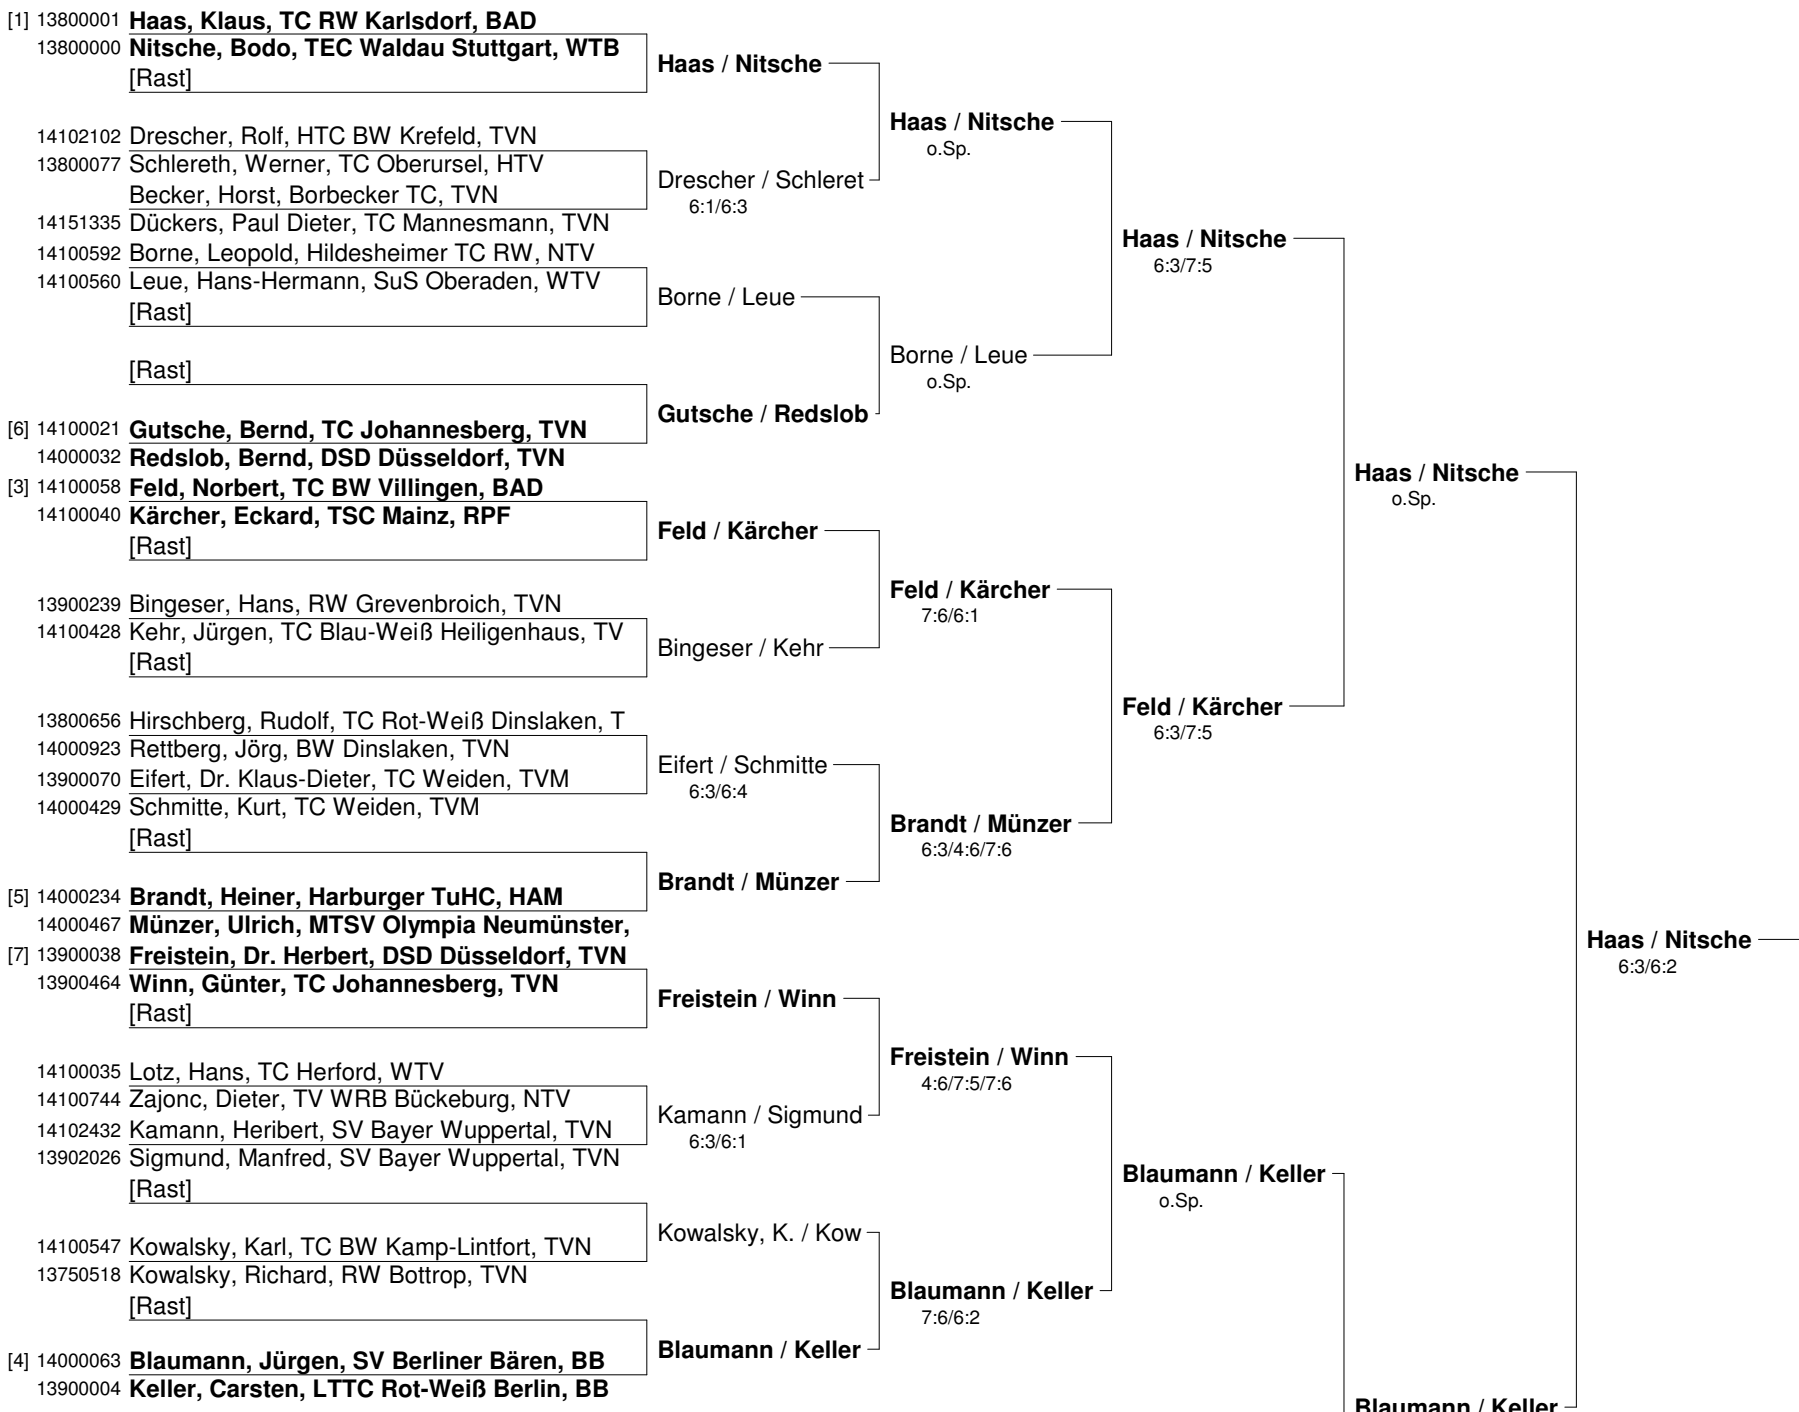 [1] 13800001 Haas, Klaus, TC RW Karlsdorf, BAD
13800000 Nitsche, Bodo, TEC Waldau Stuttgart, WTB
[Rast]
Haas / Nitsche
14102102 Drescher, Rolf, HTC BW Krefeld, TVN
13800077 Schlereth, Werner, TC Oberursel, HTV
Becker, Horst, Borbecker TC, TVN
14151335 Dückers, Paul Dieter, TC Mannesmann, TVN
Drescher / Schleret
6:1/6:3
Haas / Nitsche
o.Sp.
14100592 Borne, Leopold, Hildesheimer TC RW, NTV
14100560 Leue, Hans-Hermann, SuS Oberaden, WTV
[Rast]
Borne / Leue
[Rast]
[6] 14100021 Gutsche, Bernd, TC Johannesberg, TVN
14000032 Redslob, Bernd, DSD Düsseldorf, TVN
Gutsche / Redslob
Borne / Leue
o.Sp.
Haas / Nitsche
6:3/7:5
[3] 14100058 Feld, Norbert, TC BW Villingen, BAD
14100040 Kärcher, Eckard, TSC Mainz, RPF
[Rast]
Feld / Kärcher
13900239 Bingeser, Hans, RW Grevenbroich, TVN
14100428 Kehr, Jürgen, TC Blau-Weiß Heiligenhaus, TV
[Rast]
Bingeser / Kehr
Feld / Kärcher
7:6/6:1
13800656 Hirschberg, Rudolf, TC Rot-Weiß Dinslaken, T
14000923 Rettberg, Jörg, BW Dinslaken, TVN
13900070 Eifert, Dr. Klaus-Dieter, TC Weiden, TVM
14000429 Schmitte, Kurt, TC Weiden, TVM
Eifert / Schmitte
6:3/6:4
[Rast]
[5] 14000234 Brandt, Heiner, Harburger TuHC, HAM
14000467 Münzer, Ulrich, MTSV Olympia Neumünster,
Brandt / Münzer
Brandt / Münzer
6:3/4:6/7:6
Feld / Kärcher
6:3/7:5
Haas / Nitsche
o.Sp.
[7] 13900038 Freistein, Dr. Herbert, DSD Düsseldorf, TVN
13900464 Winn, Günter, TC Johannesberg, TVN
[Rast]
Freistein / Winn
14100035 Lotz, Hans, TC Herford, WTV
14100744 Zajonc, Dieter, TV WRB Bückeburg, NTV
14102432 Kamann, Heribert, SV Bayer Wuppertal, TVN
13902026 Sigmund, Manfred, SV Bayer Wuppertal, TVN
Kamann / Sigmund
6:3/6:1
Freistein / Winn
4:6/7:5/7:6
[Rast]
14100547 Kowalsky, Karl, TC BW Kamp-Lintfort, TVN
13750518 Kowalsky, Richard, RW Bottrop, TVN
Kowalsky, K. / Kow
[Rast]
[4] 14000063 Blaumann, Jürgen, SV Berliner Bären, BB
13900004 Keller, Carsten, LTTC Rot-Weiß Berlin, BB
Blaumann / Keller
Blaumann / Keller
7:6/6:2
Blaumann / Keller
o.Sp.
Blaumann / Keller
Haas / Nitsche
6:3/6:2